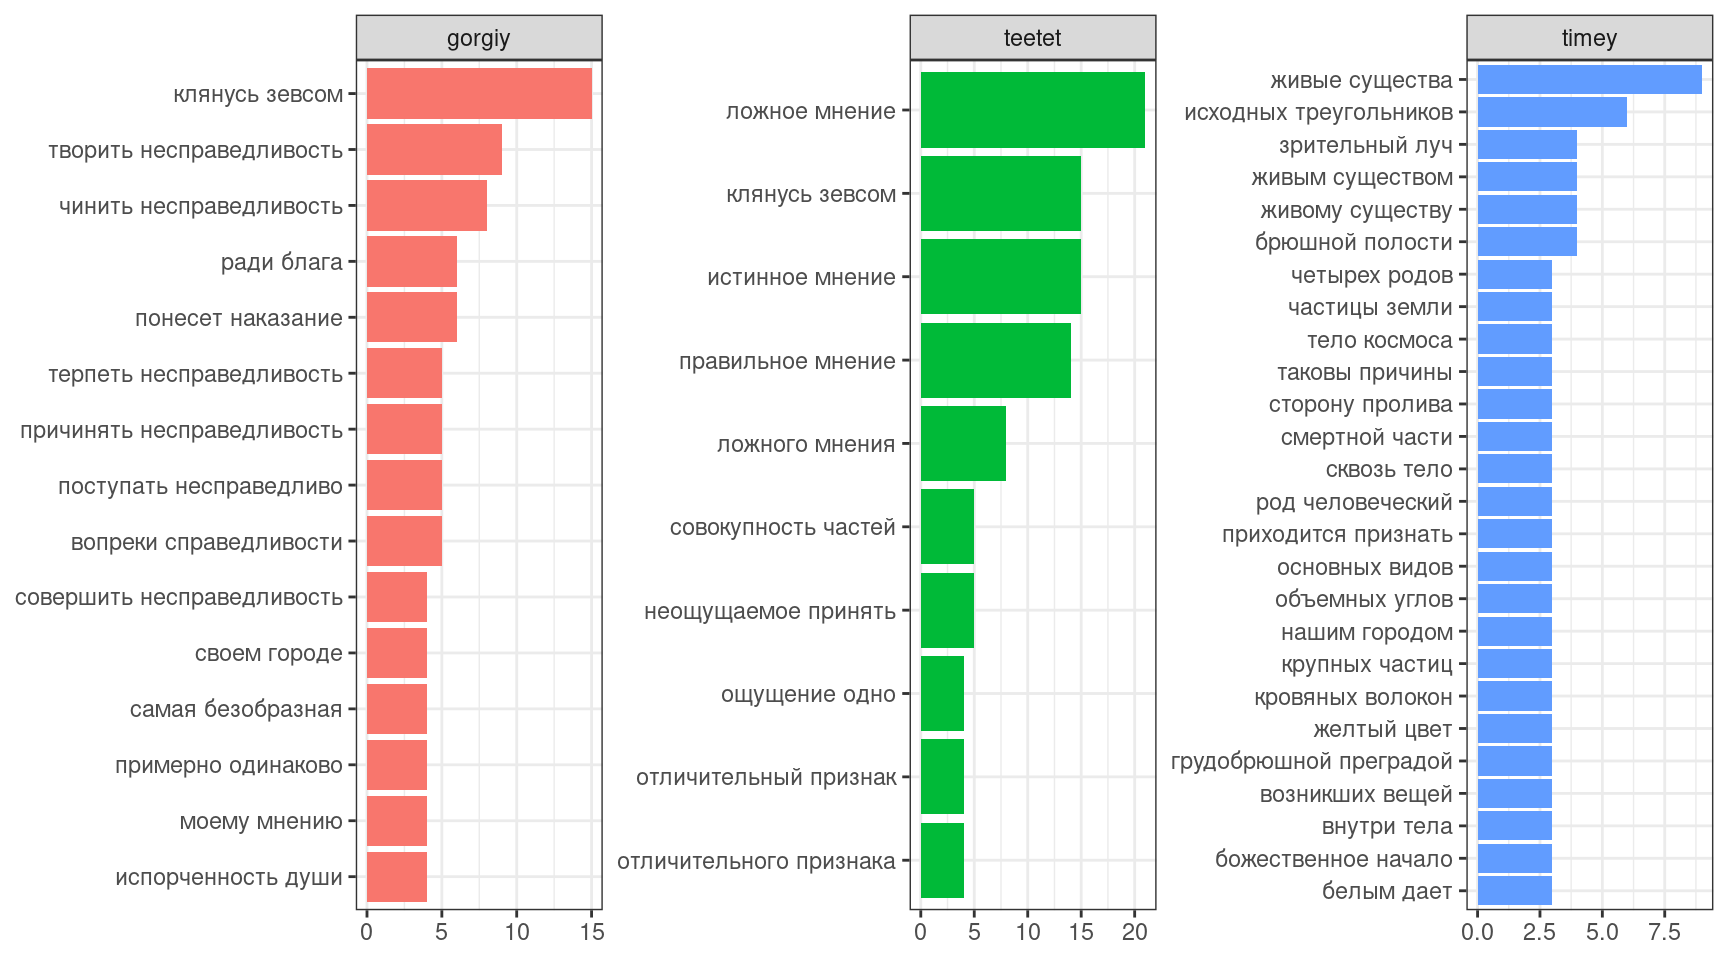 gorgiy
клянусь зевсом
творить несправедливость
чинить несправедливость
ради блага
понесет наказание
терпеть несправедливость
причинять несправедливость
поступать несправедливо
вопреки справедливости
совершить несправедливость
своем городе
самая безобразная
примерно одинаково
моему мнению
испорченность души
0 5 10 15
teetet
ложное мнение
клянусь зевсом
истинное мнение
правильное мнение
ложного мнения
совокупность частей
неощущаемое принять
ощущение одно
отличительный признак
отличительного признака
0 5 10 15 20
timey
живые существа
исходных треугольников
зрительный луч
живым существом
живому существу
брюшной полости
четырех родов
частицы земли
тело космоса
таковы причины
сторону пролива
смертной части
сквозь тело
род человеческий
приходится признать
основных видов
объемных углов
нашим городом
крупных частиц
кровяных волокон
желтый цвет
грудобрюшной преградой
возникших вещей
внутри тела
божественное начало
белым дает
0.0 2.5 5.0 7.5